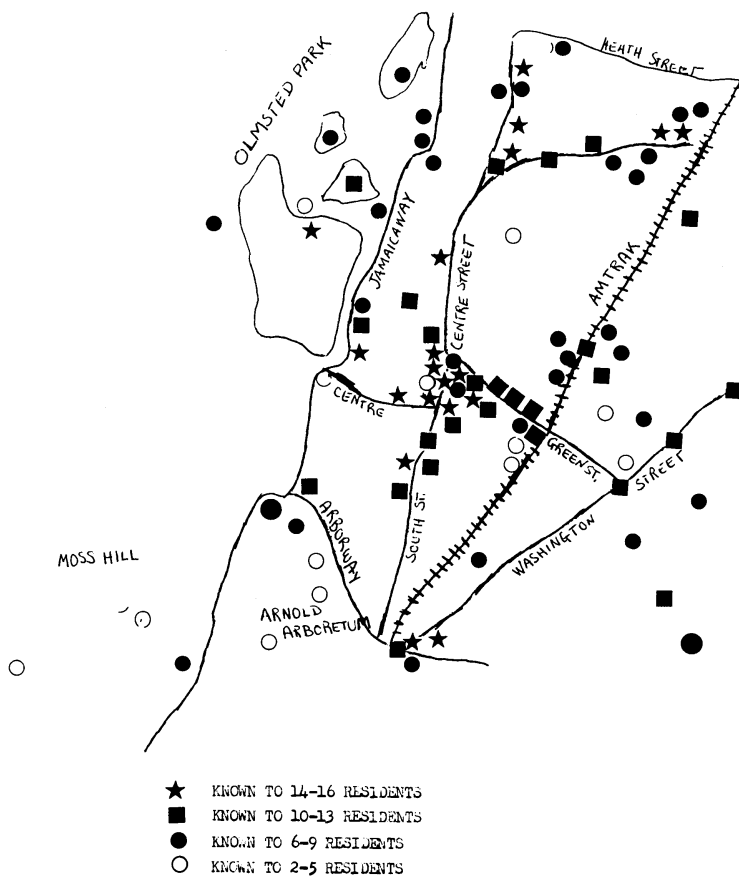 HEATH STREET
OLMSTED PARK
JAMAICAWAY
CENTRE STREET
AMTRAK
CENTRE
GREEN ST.
WASHINGTON STREET
SOUTH ST.
ARBORWAY
MOSS HILL
ARNOLD
ARBORETUM
KNOWN TO 14-16 RESIDENTS
KNOWN TO 10-13 RESIDENTS
KNOWN TO 6-9 RESIDENTS
KNOWN TO 2-5 RESIDENTS